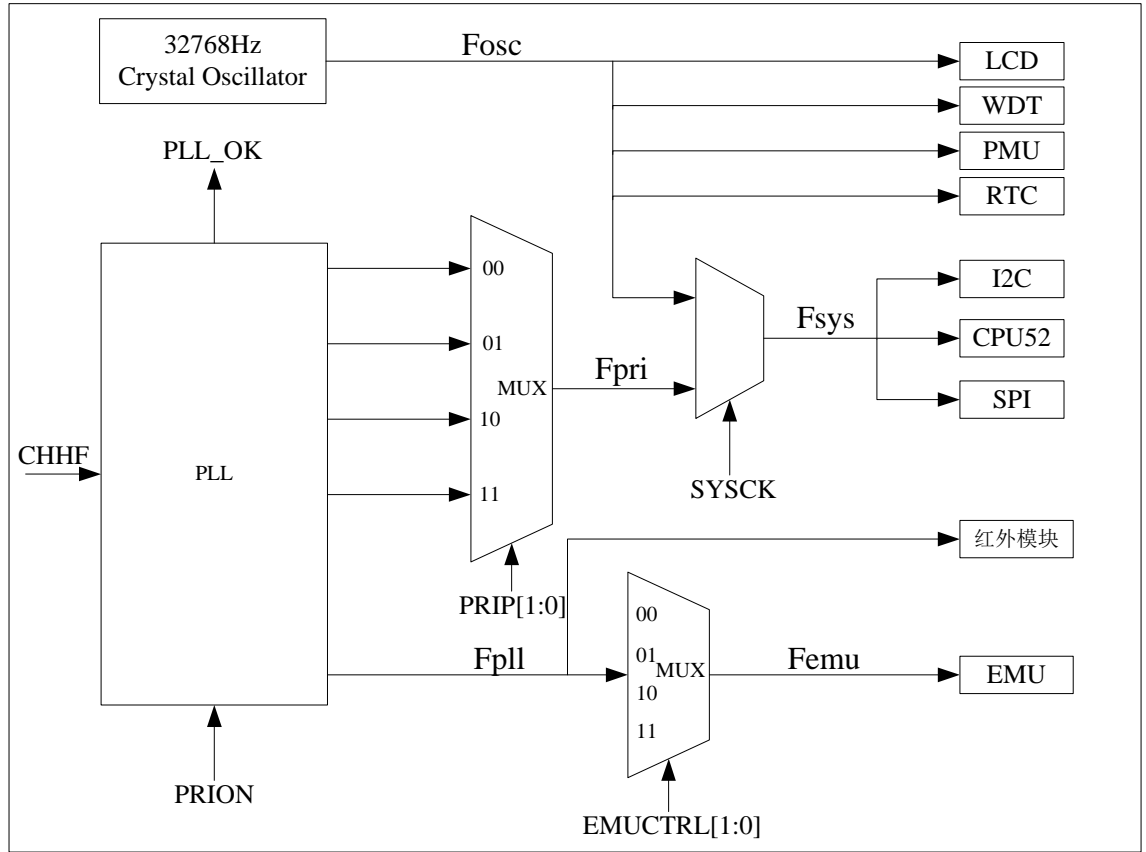 32768Hz
Crystal Oscillator
Fosc
LCD
WDT
PMU
RTC
PLL_OK
00
01
MUX
10
11
Fpri
Fsys
I2C
CPU52
SPI
CHHF
PLL
SYSCK
PRIP[1:0]
红外模块
Fpll
00
01
MUX
10
11
Femu
EMU
PRION
EMUCTRL[1:0]